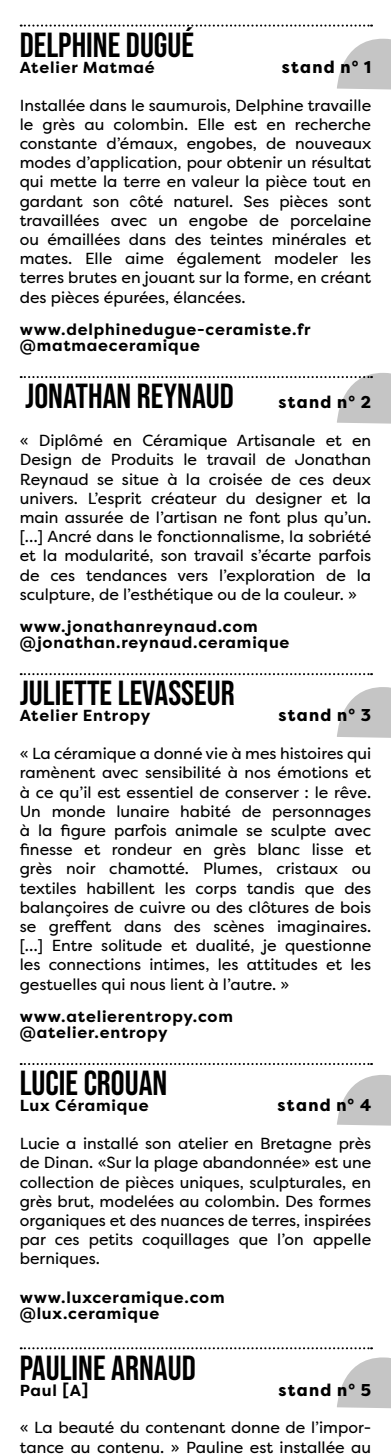 DELPHINE DUGUÉ
Atelier Matmaé stand n° 1
Installée dans le saumurois, Delphine travaille
le grès au colombin. Elle est en recherche
constante d'émaux, engobes, de nouveaux
modes d'application, pour obtenir un résultat
qui mette la terre en valeur la pièce tout en
gardant son côté naturel. Ses pièces sont
travaillées avec un engobe de porcelaine
ou émaillées dans des teintes minérales et
mates. Elle aime également modeler les
terres brutes en jouant sur la forme, en créant
des pièces épurées, élancées.
www.delphinedugue-ceramiste.fr
@matmaeceramique
JONATHAN REYNAUD stand n° 2
« Diplômé en Céramique Artisanale et en
Design de Produits le travail de Jonathan
Reynaud se situe à la croisée de ces deux
univers. L'esprit créateur du designer et la
main assurée de l'artisan ne font plus qu'un.
[...] Ancré dans le fonctionnalisme, la sobriété
et la modularité, son travail s'écarte parfois
de ces tendances vers l'exploration de la
sculpture, de l'esthétique ou de la couleur. »
www.jonathanreynaud.com
@jonathan.reynaud.ceramique
JULIETTE LEVASSEUR
Atelier Entropy stand n° 3
« La céramique a donné vie à mes histoires qui
ramènent avec sensibilité à nos émotions et
à ce qu'il est essentiel de conserver : le rêve.
Un monde lunaire habité de personnages
à la figure parfois animale se sculpte avec
finesse et rondeur en grès blanc lisse et
grès noir chamotté. Plumes, cristaux ou
textiles habillent les corps tandis que des
balançoires de cuivre ou des clôtures de bois
se greffent dans des scènes imaginaires.
[...] Entre solitude et dualité, je questionne
les connections intimes, les attitudes et les
gestuelles qui nous lient à l'autre. »
www.atelierentropy.com
@atelier.entropy
LUCIE CROUAN
Lux Céramique stand n° 4
Lucie a installé son atelier en Bretagne près
de Dinan. «Sur la plage abandonnée» est une
collection de pièces uniques, sculpturales, en
grès brut, modelées au colombin. Des formes
organiques et des nuances de terres, inspirées
par ces petits coquillages que l'on appelle
berniques.
www.luxceramique.com
@lux.ceramique
PAULINE ARNAUD
Paul [A] stand n° 5
« La beauté du contenant donne de l'impor-
tance au contenu. » Pauline est installée au